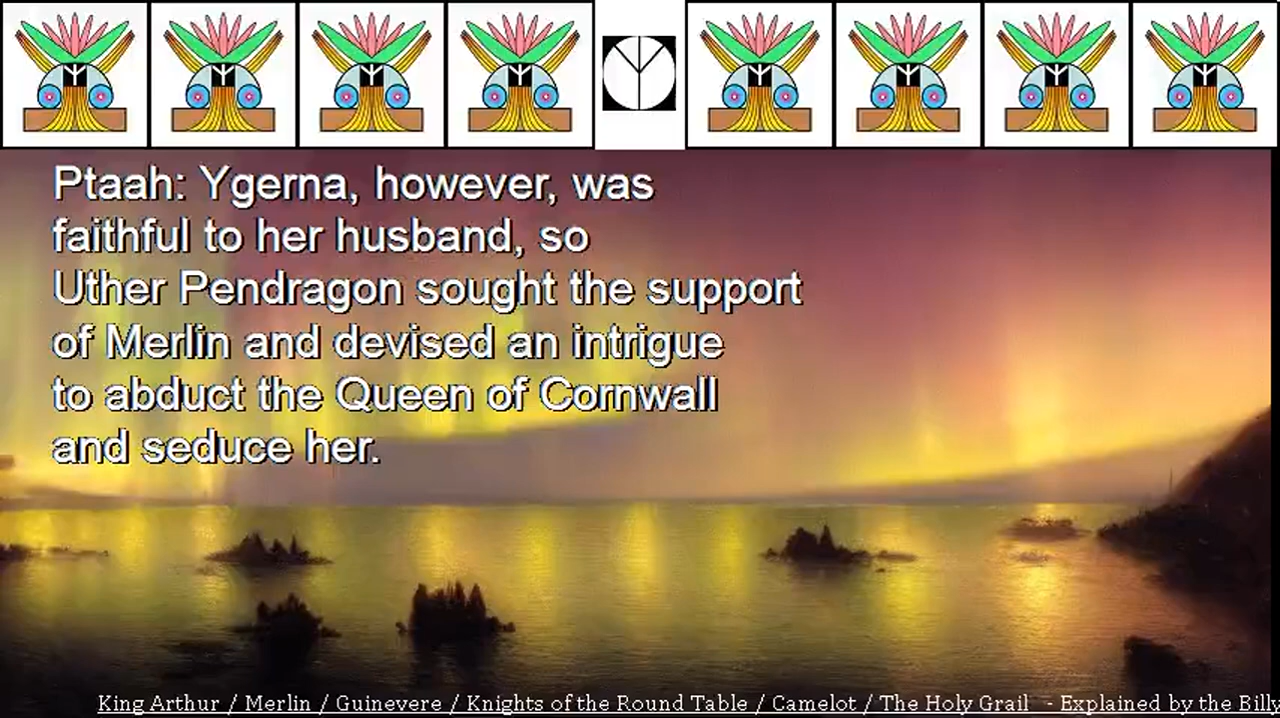 Ptaah: Ygerna, however, was
faithful to her husband, so
Uther Pendragon sought the support
of Merlin and devised an intrigue
to abduct the Queen of Cornwall
and seduce her.
King Arthur / Merlin / Guinevere / Knights of the Round Table / Camelot / The Holy Grail - Explained by the Billy